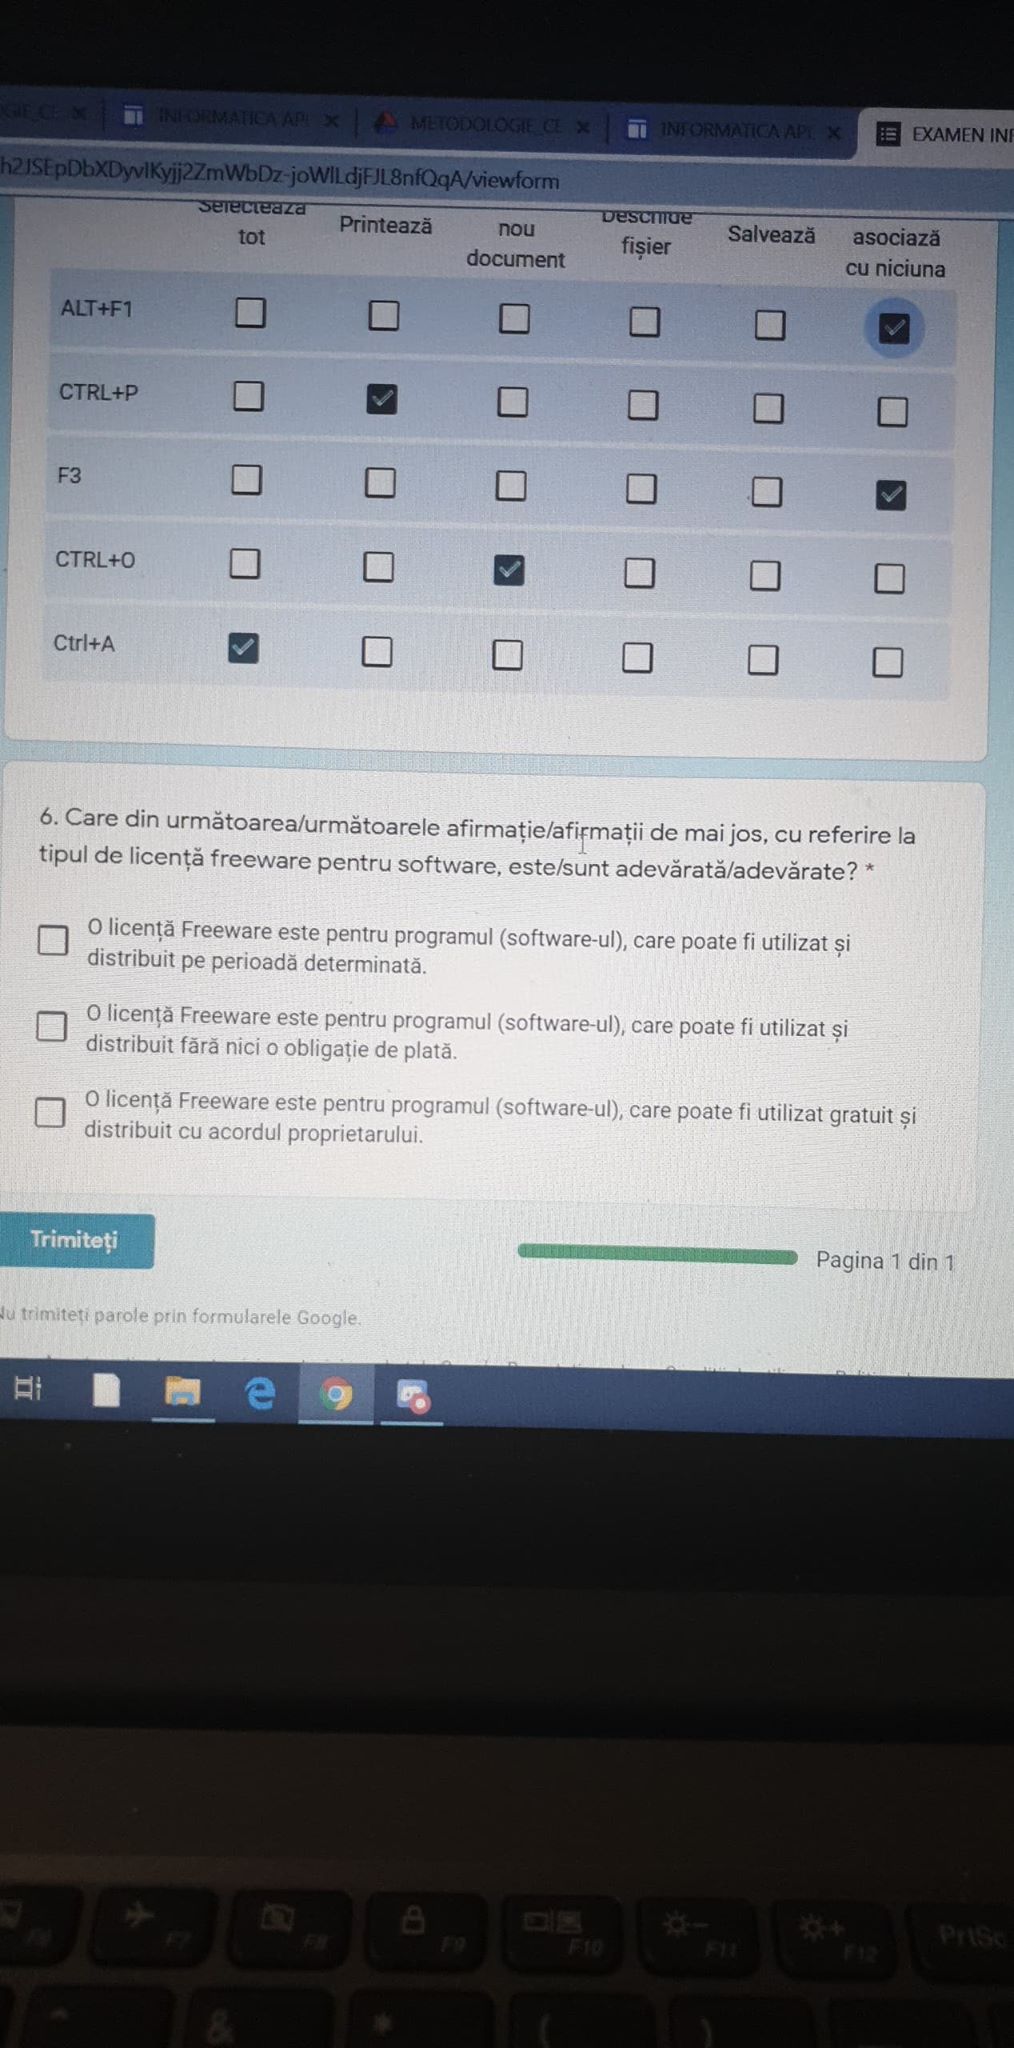 INFORMATICA AP
METODOLOGIE_CE
INFORMATICA API
EXAMEN INF
h2JSEpDbXDyvlKyjj2ZmWbDz-joWlLdjFJL8nfQqA/viewform
Selectează
tot
Printează
nou
document
Deschide
fișier
Salvează
asociază
cu niciuna
ALT+F1
CTRL+P
F3
CTRL+O
Ctrl+A
6. Care din următoarea/următoarele afirmație/afirmații de mai jos, cu referire la
tipul de licență freeware pentru software, este/sunt adevărată/adevărate? *
O licență Freeware este pentru programul (software-ul), care poate fi utilizat și
distribuit pe perioadă determinată.
O licență Freeware este pentru programul (software-ul), care poate fi utilizat și
distribuit fără nici o obligație de plată.
O licență Freeware este pentru programul (software-ul), care poate fi utilizat gratuit și
distribuit cu acordul proprietarului.
Trimiteți
Pagina 1 din 1
Nu trimiteți parole prin formularele Google.
F6
F7
F8
F9
F10
F11
F12
PrtSc
&
*
(
)